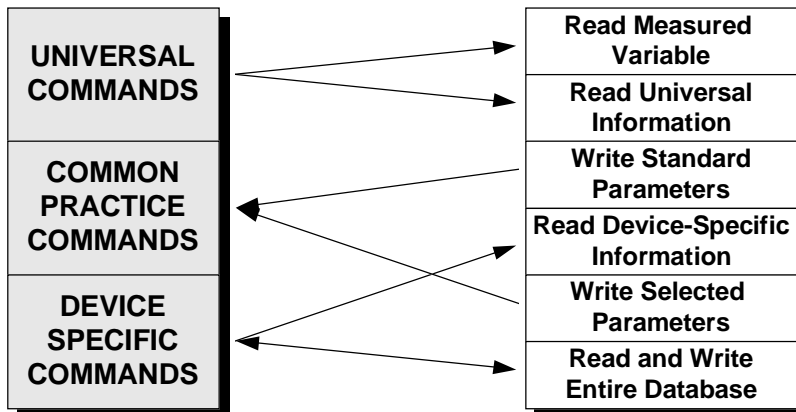 UNIVERSAL
COMMANDS
COMMON
PRACTICE
COMMANDS
DEVICE
SPECIFIC
COMMANDS
Read Measured
Variable
Read Universal
Information
Write Standard
Parameters
Read Device-Specific
Information
Write Selected
Parameters
Read and Write
Entire Database